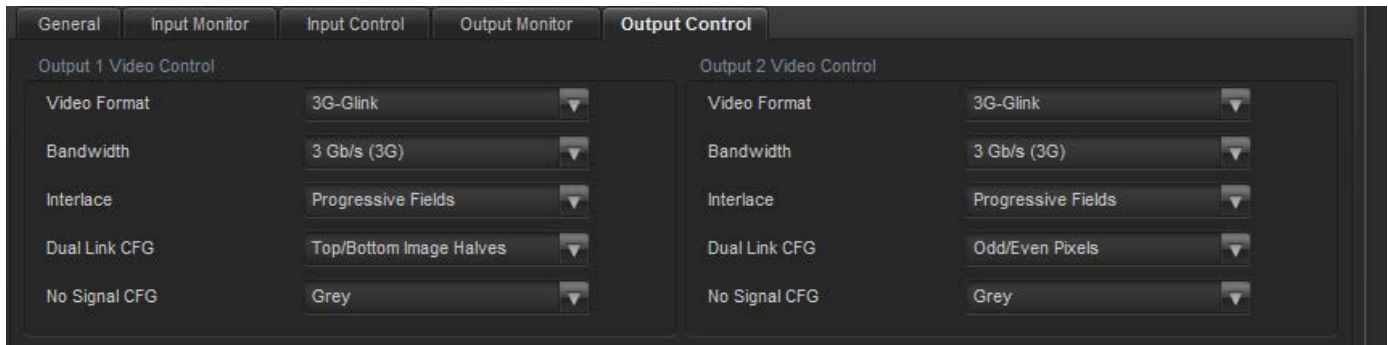 General Input Monitor Input Control Output Monitor Output Control
Output 1 Video Control
Video Format 3G-Glink
Bandwidth 3 Gb/s (3G)
Interlace Progressive Fields
Dual Link CFG Top/Bottom Image Halves
No Signal CFG Grey
Output 2 Video Control
Video Format 3G-Glink
Bandwidth 3 Gb/s (3G)
Interlace Progressive Fields
Dual Link CFG Odd/Even Pixels
No Signal CFG Grey